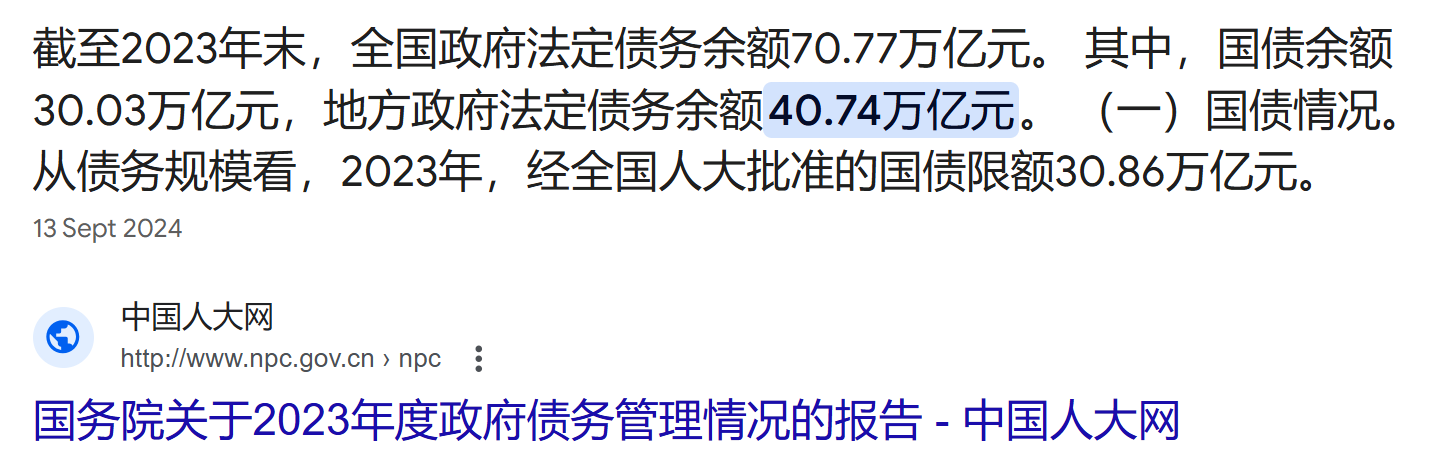 截至2023年末，全国政府法定债务余额70.77万亿元。 其中，国债余额
30.03万亿元，地方政府法定债务余额40.74万亿元。 （一）国债情况。
从债务规模看，2023年，经全国人大批准的国债限额30.86万亿元。
13 Sept 2024
中国人大网
http://www.npc.gov.cn › npc
国务院关于2023年度政府债务管理情况的报告 - 中国人大网